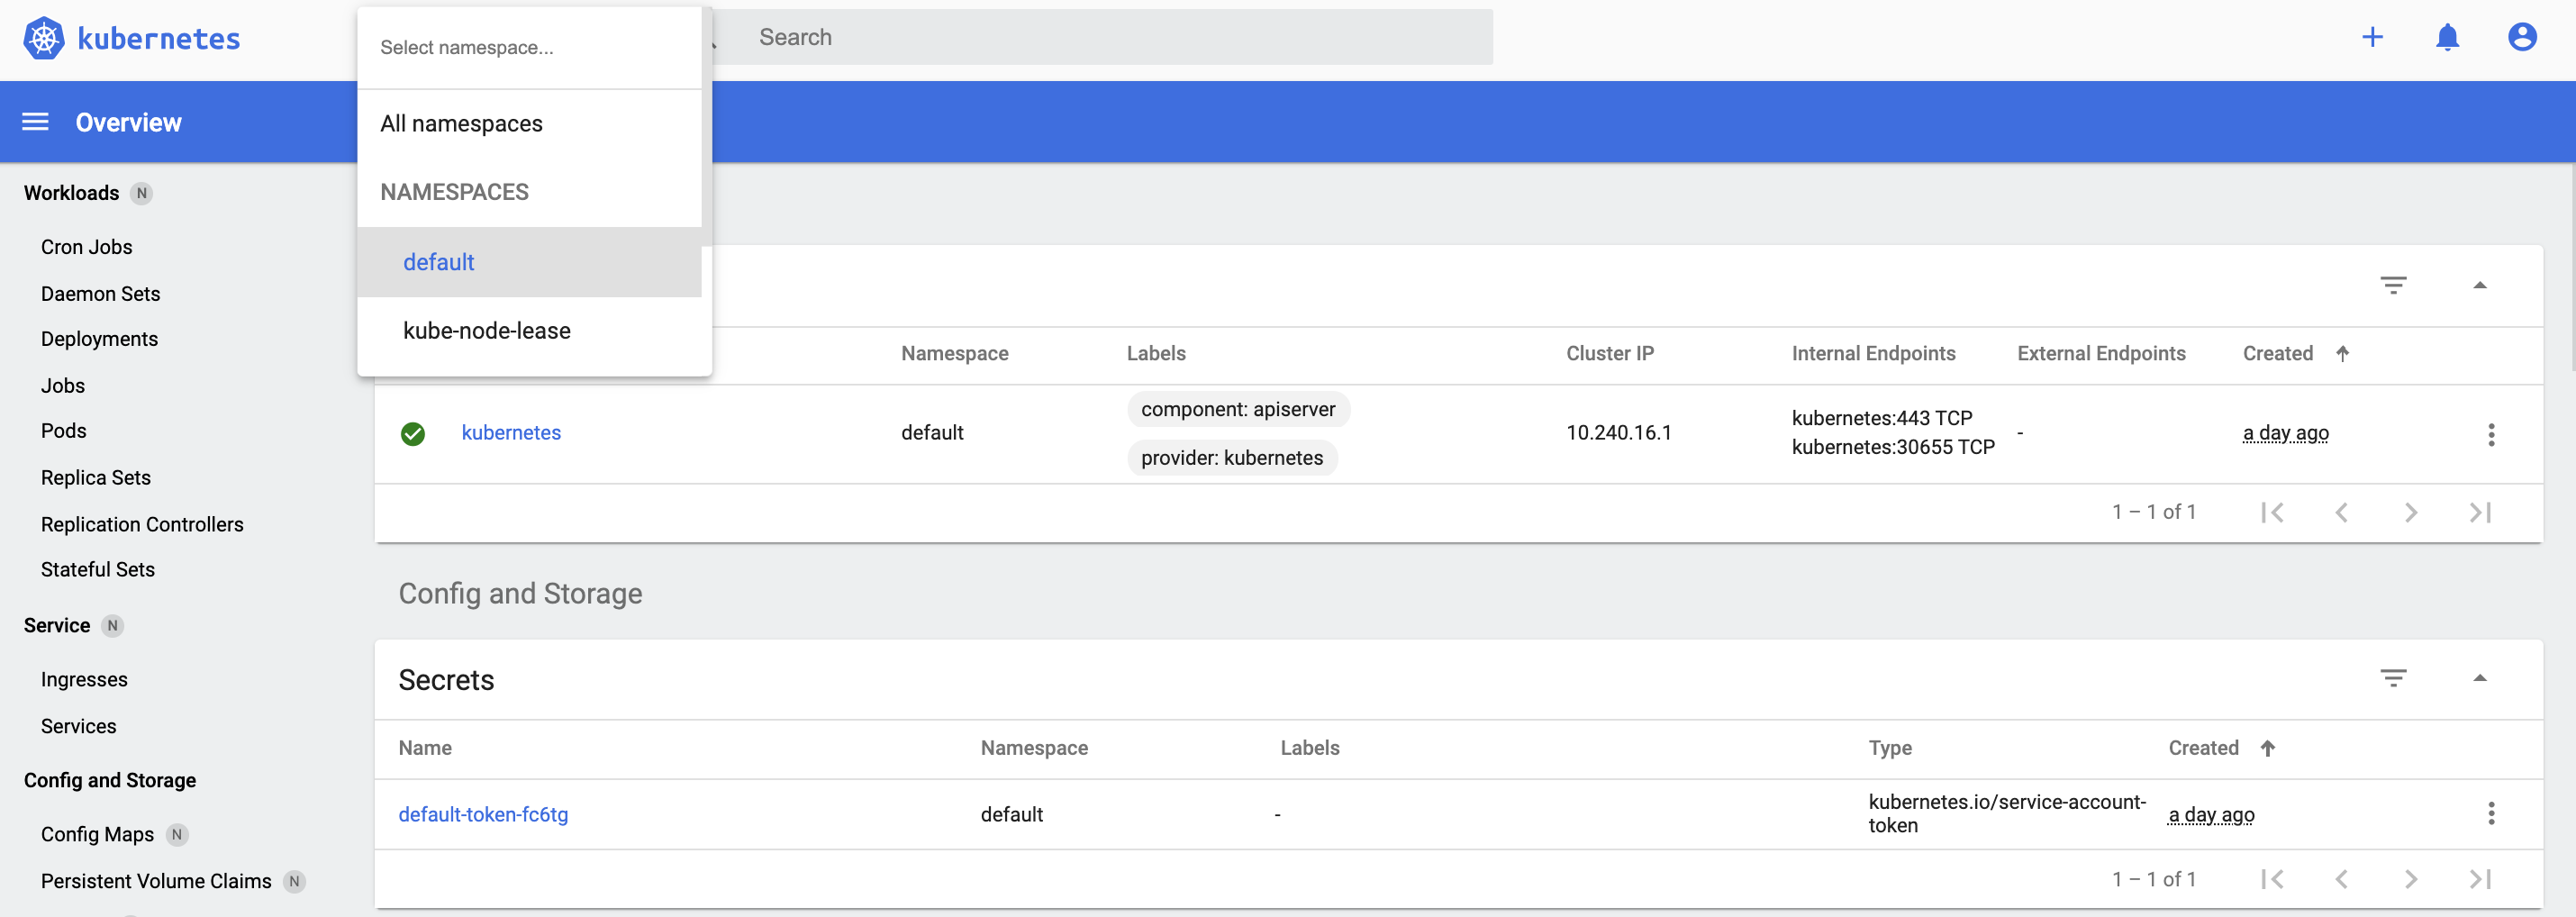 kubernetes
Select namespace...
Search
Overview
All namespaces
NAMESPACES
default
kube-node-lease
Workloads N
Cron Jobs
Daemon Sets
Deployments
Jobs
Pods
Replica Sets
Replication Controllers
Stateful Sets
Service N
Ingresses
Services
Config and Storage
Config Maps N
Persistent Volume Claims N
Namespace Labels Cluster IP Internal Endpoints External Endpoints Created
kubernetes default component: apiserver provider: kubernetes 10.240.16.1 kubernetes:443 TCP kubernetes:30655 TCP - a day ago
1 – 1 of 1
Config and Storage
Secrets
Name Namespace Labels Type Created
default-token-fc6tg default - kubernetes.io/service-account-token a day ago
1 – 1 of 1